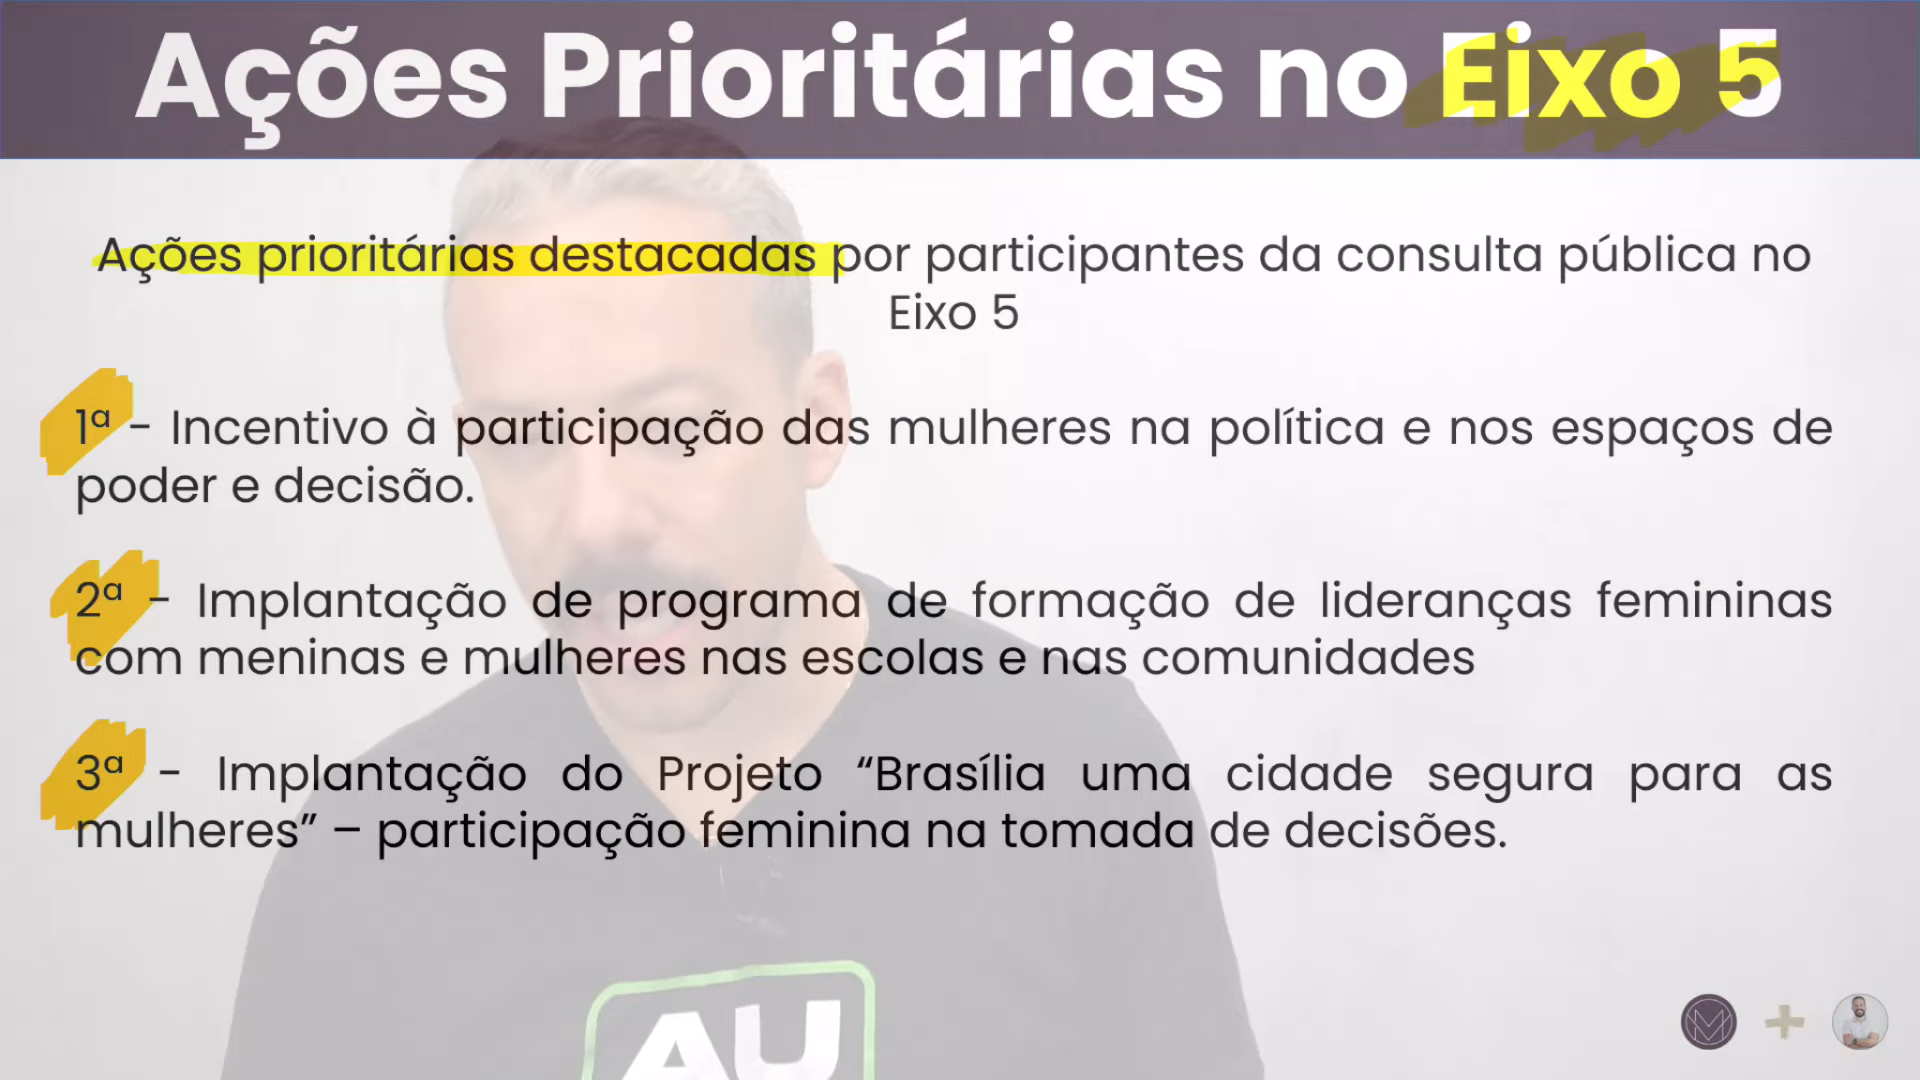 Ações Prioritárias no Eixo 5
Ações prioritárias destacadas por participantes da consulta pública no
Eixo 5
1ª - Incentivo à participação das mulheres na política e nos espaços de
poder e decisão.
2ª - Implantação de programa de formação de lideranças femininas
com meninas e mulheres nas escolas e nas comunidades
3ª - Implantação do Projeto “Brasília uma cidade segura para as
mulheres” – participação feminina na tomada de decisões.
AU